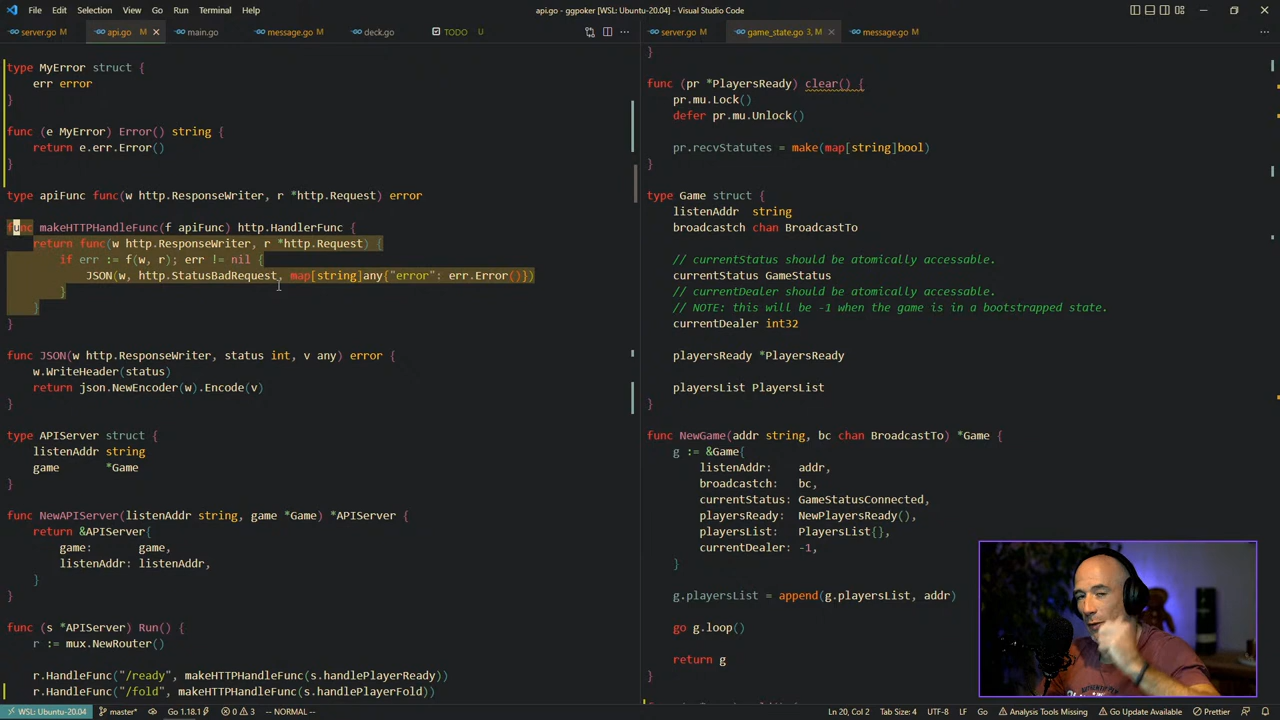 File Edit Selection View Go Run Terminal Help
api.go - ggpoker [WSL: Ubuntu-20.04] - Visual Studio Code
server.go M api.go M main.go message.go M deck.go TODO U
type MyError struct {
err error
}
func (e MyError) Error() string {
return e.err.Error()
}
type apiFunc func(w http.ResponseWriter, r *http.Request) error
func makeHTTPHandleFunc(f apiFunc) http.HandlerFunc {
return func(w http.ResponseWriter, r *http.Request) {
if err := f(w, r); err != nil {
JSON(w, http.StatusBadRequest, map[string]any{"error": err.Error()})
}
}
}
func JSON(w http.ResponseWriter, status int, v any) error {
w.WriteHeader(status)
return json.NewEncoder(w).Encode(v)
}
type APIServer struct {
listenAddr string
game *Game
}
func NewAPIServer(listenAddr string, game *Game) *APIServer {
return &APIServer{
game: game,
listenAddr: listenAddr,
}
}
func (s *APIServer) Run() {
r := mux.NewRouter()
r.HandleFunc("/ready", makeHTTPHandleFunc(s.handlePlayerReady))
r.HandleFunc("/fold", makeHTTPHandleFunc(s.handlePlayerFold))
server.go M game_state.go 3, M message.go M
}
func (pr *PlayersReady) clear() {
pr.mu.Lock()
defer pr.mu.Unlock()
pr.recvStatutes = make(map[string]bool)
}
type Game struct {
listenAddr string
broadcastch chan BroadcastTo
// currentStatus should be atomically accessable.
currentStatus GameStatus
// currentDealer should be atomically accessable.
// NOTE: this will be -1 when the game is in a bootstrapped state.
currentDealer int32
playersReady *PlayersReady
playersList PlayersList
}
func NewGame(addr string, bc chan BroadcastTo) *Game {
g := &Game{
listenAddr: addr,
broadcastch: bc,
currentStatus: GameStatusConnected,
playersReady: NewPlayersReady(),
playersList: PlayersList{},
currentDealer: -1,
}
g.playersList = append(g.playersList, addr)
go g.loop()
return g
}
WSL: Ubuntu-20.04 master* Go 1.18.1 0 3 -- NORMAL -- Ln 20, Col 2 Tab Size: 4 UTF-8 LF Go Analysis Tools Missing Go Update Available Prettier